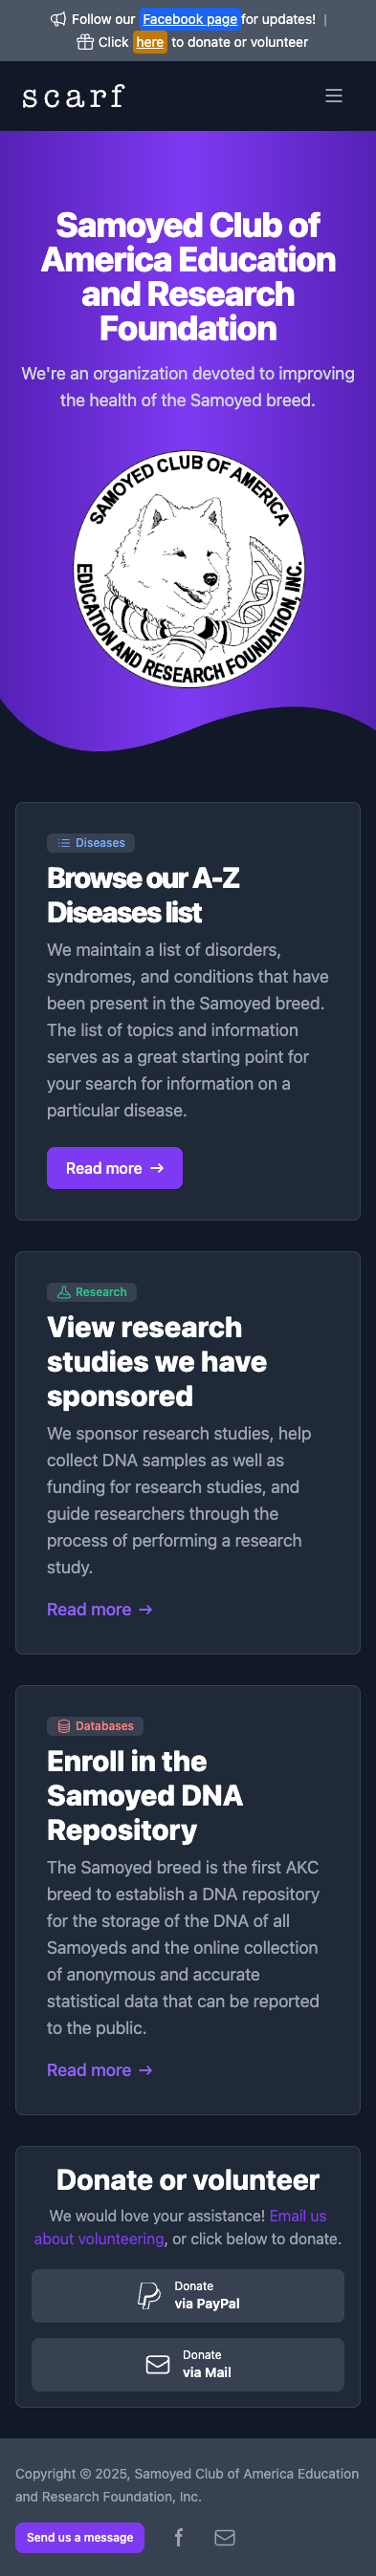 Follow our Facebook page for updates! |
Click here to donate or volunteer
scarf
Samoyed Club of
America Education
and Research
Foundation
We're an organization devoted to improving
the health of the Samoyed breed.
SAMOYED CLUB OF AMERICA
EDUCATION AND RESEARCH FOUNDATION, INC.
Diseases
Browse our A-Z
Diseases list
We maintain a list of disorders,
syndromes, and conditions that have
been present in the Samoyed breed.
The list of topics and information
serves as a great starting point for
your search for information on a
particular disease.
Read more →
Research
View research
studies we have
sponsored
We sponsor research studies, help
collect DNA samples as well as
funding for research studies, and
guide researchers through the
process of performing a research
study.
Read more →
Databases
Enroll in the
Samoyed DNA
Repository
The Samoyed breed is the first AKC
breed to establish a DNA repository
for the storage of the DNA of all
Samoyeds and the online collection
of anonymous and accurate
statistical data that can be reported
to the public.
Read more →
Donate or volunteer
We would love your assistance! Email us
about volunteering, or click below to donate.
Donate
via PayPal
Donate
via Mail
Copyright © 2025, Samoyed Club of America Education
and Research Foundation, Inc.
Send us a message